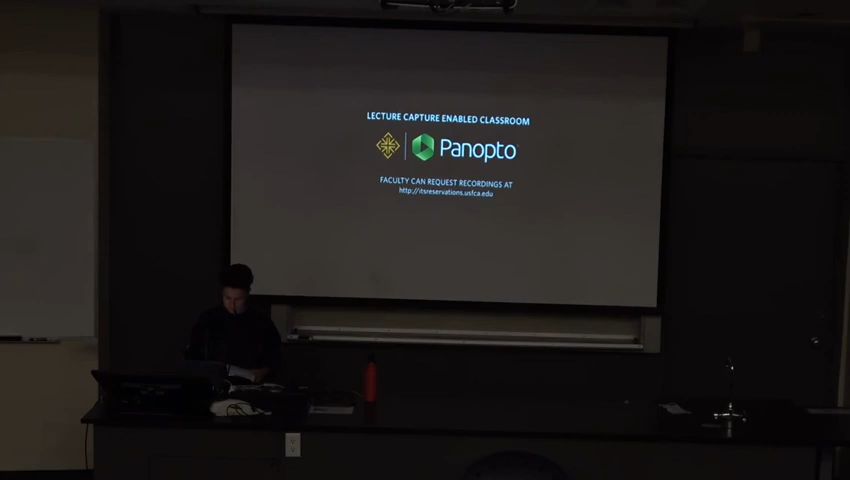 LECTURE CAPTURE ENABLED CLASSROOM
Panopto
FACULTY CAN REQUEST RECORDINGS AT
http://itsreservations.usfca.edu